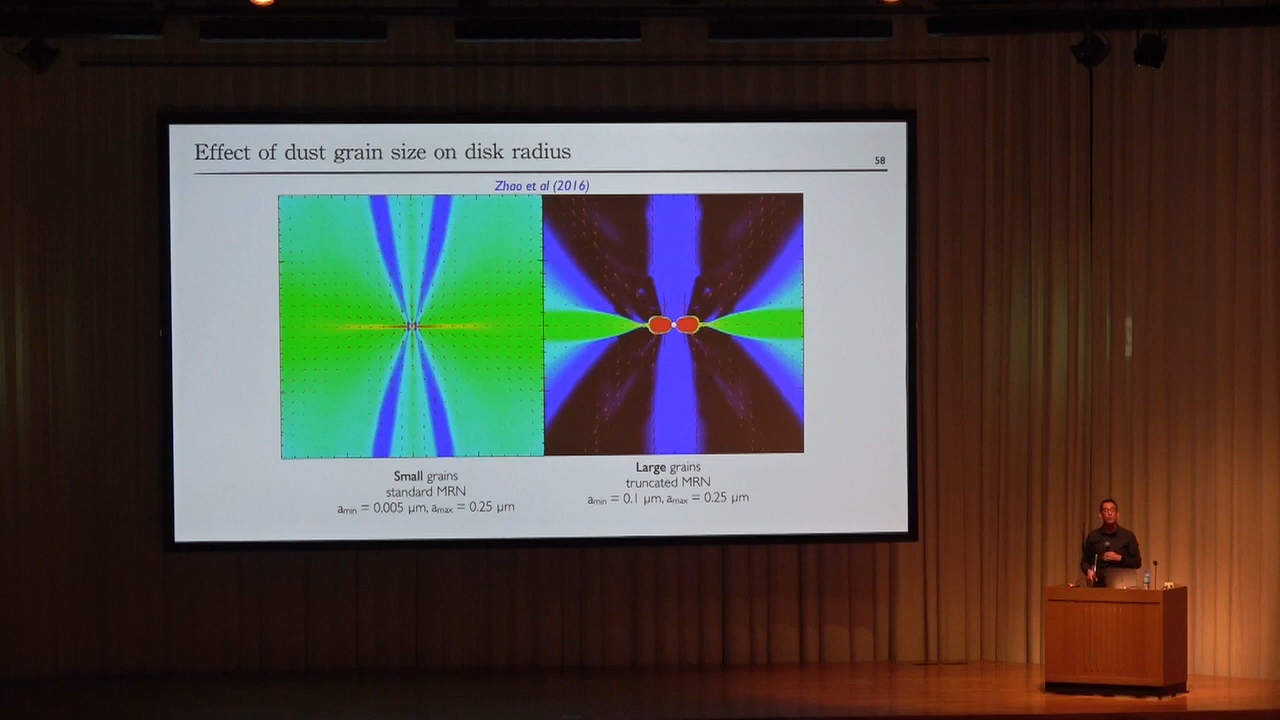 Effect of dust grain size on disk radius
58
Zhao et al (2016)
Small grains
standard MRN
amin = 0.005 µm, amax = 0.25 µm
Large grains
truncated MRN
amin = 0.1 µm, amax = 0.25 µm